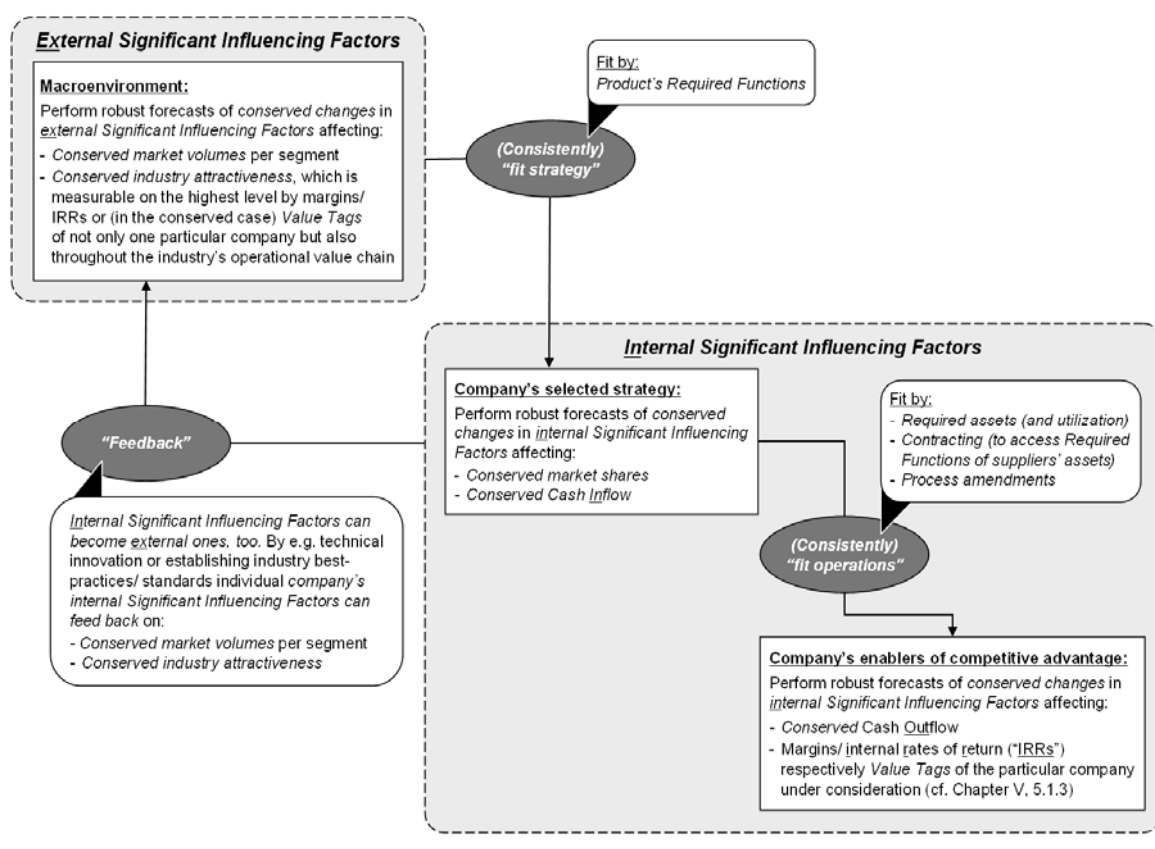 External Significant Influencing Factors
Macroenvironment:
Perform robust forecasts of conserved changes in
external Significant Influencing Factors affecting:
- Conserved market volumes per segment
- Conserved industry attractiveness, which is
measurable on the highest level by margins/
IRRs or (in the conserved case) Value Tags
of not only one particular company but also
throughout the industry's operational value chain
Fit by:
Product's Required Functions
(Consistently)
"fit strategy"
Internal Significant Influencing Factors
Company's selected strategy:
Perform robust forecasts of conserved
changes in internal Significant Influencing
Factors affecting:
- Conserved market shares
- Conserved Cash Inflow
Fit by:
- Required assets (and utilization)
- Contracting (to access Required
Functions of suppliers' assets)
- Process amendments
"Feedback"
Internal Significant Influencing Factors can
become external ones, too. By e.g. technical
innovation or establishing industry best-
practices/ standards individual company's
internal Significant Influencing Factors can
feed back on:
- Conserved market volumes per segment
- Conserved industry attractiveness
(Consistently)
"fit operations"
Company's enablers of competitive advantage:
Perform robust forecasts of conserved changes in
internal Significant Influencing Factors affecting:
- Conserved Cash Outflow
- Margins/ internal rates of return ("IRRs")
respectively Value Tags of the particular company
under consideration (cf. Chapter V, 5.1.3)